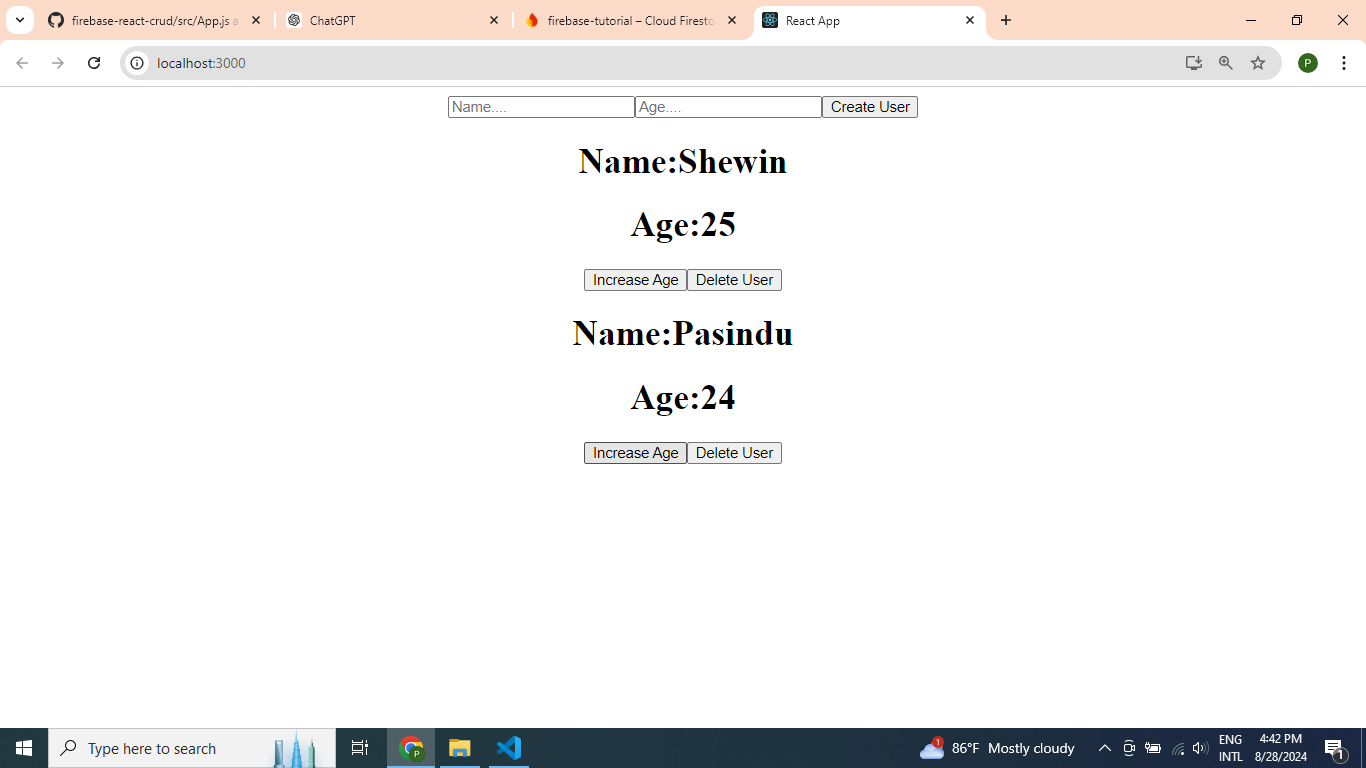 firebase-react-crud/src/App.js a
ChatGPT
firebase-tutorial – Cloud Firesto
React App
localhost:3000
P
Name.... Age.... Create User
Name:Shewin
Age:25
Increase Age Delete User
Name:Pasindu
Age:24
Increase Age Delete User
Type here to search
P
1
86°F Mostly cloudy
ENG
INTL
4:42 PM
8/28/2024
1